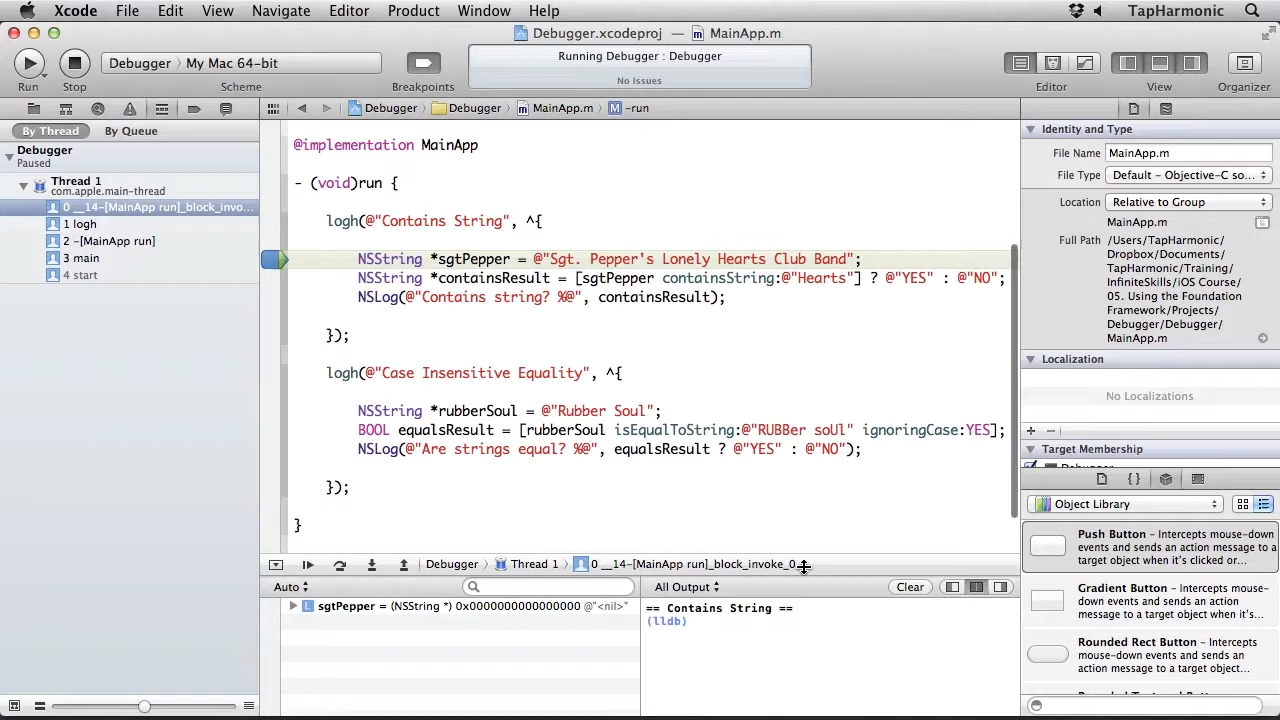 Xcode File Edit View Navigate Editor Product Window Help TapHarmonic
Debugger.xcodeproj — MainApp.m
Debugger My Mac 64-bit
Running Debugger : Debugger
No Issues
Run Stop Scheme Breakpoints Editor View Organizer
Debugger Debugger MainApp.m M -run
By Thread By Queue
Debugger
Paused
Thread 1
com.apple.main-thread
0 __14-[MainApp run]_block_invo...
1 logh
2 -[MainApp run]
3 main
4 start
@implementation MainApp
- (void)run {
logh(@"Contains String", ^{
NSString *sgtPepper = @"Sgt. Pepper's Lonely Hearts Club Band";
NSString *containsResult = [sgtPepper containsString:@"Hearts"] ? @"YES" : @"NO";
NSLog(@"Contains string? %@", containsResult);
});
logh(@"Case Insensitive Equality", ^{
NSString *rubberSoul = @"Rubber Soul";
BOOL equalsResult = [rubberSoul isEqualToString:@"RUBBer soUl" ignoringCase:YES];
NSLog(@"Are strings equal? %@", equalsResult ? @"YES" : @"NO");
});
}
Debugger Thread 1 0 __14-[MainApp run]_block_invoke_0
Auto
L sgtPepper = (NSString *) 0x0000000000000000 @"<nil>"
All Output Clear
== Contains String ==
(lldb)
Identity and Type
File Name MainApp.m
File Type Default - Objective-C so...
Location Relative to Group
MainApp.m
Full Path /Users/TapHarmonic/
Dropbox/Documents/
TapHarmonic/Training/
InfiniteSkills/iOS Course/
05. Using the Foundation
Framework/Projects/
Debugger/Debugger/
MainApp.m
Localization
No Localizations
Target Membership
Debugger
{}
Object Library
Push Button – Intercepts
mouse-down events and sends an
action message to a
target object when it's clicked or...
Gradient Button – Intercepts mouse-
down events and sends an
action message to a target
object when it's...
Rounded Rect Button – Intercepts
mouse-down events and sends an
action message to a target object...